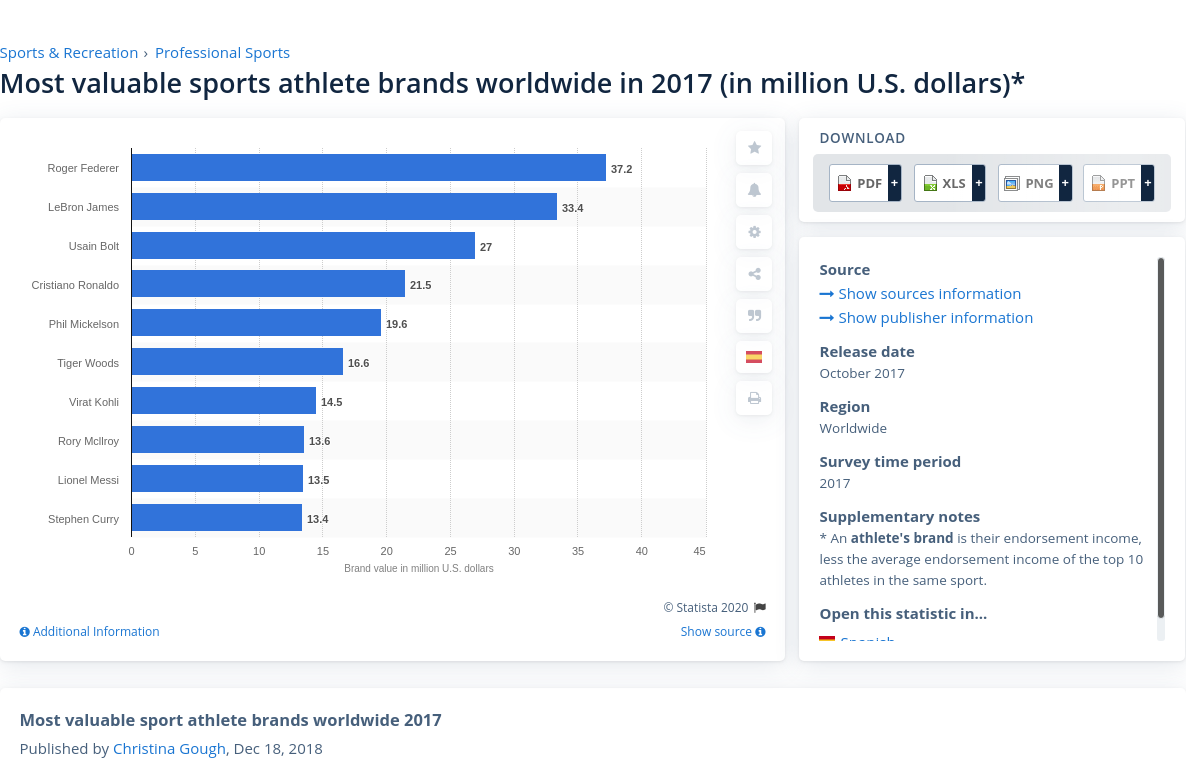 Sports & Recreation › Professional Sports
Most valuable sports athlete brands worldwide in 2017 (in million U.S. dollars)*
Roger Federer 37.2
LeBron James 33.4
Usain Bolt 27
Cristiano Ronaldo 21.5
Phil Mickelson 19.6
Tiger Woods 16.6
Virat Kohli 14.5
Rory McIlroy 13.6
Lionel Messi 13.5
Stephen Curry 13.4
0 5 10 15 20 25 30 35 40 45
Brand value in million U.S. dollars
© Statista 2020
Additional Information
Show source
DOWNLOAD
PDF + XLS + PNG + PPT +
Source
Show sources information
Show publisher information
Release date
October 2017
Region
Worldwide
Survey time period
2017
Supplementary notes
* An athlete's brand is their endorsement income,
less the average endorsement income of the top 10
athletes in the same sport.
Open this statistic in...
Spanish
Most valuable sport athlete brands worldwide 2017
Published by Christina Gough, Dec 18, 2018